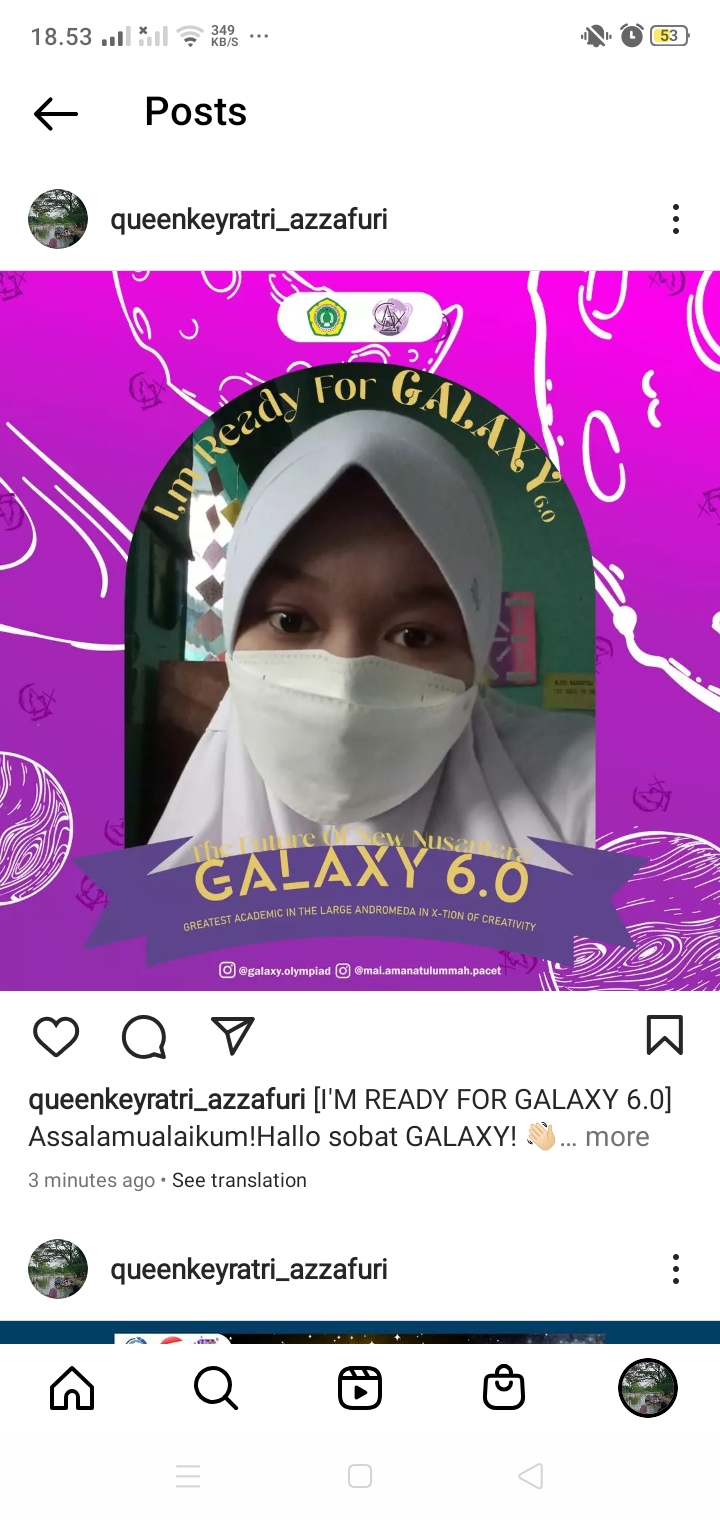 18.53
349
KB/S
53
Posts
queenkeyratri_azzafuri
I,m Ready For GALAXY 6.0
The Future Of New Nusantara
GALAXY 6.0
GREATEST ACADEMIC IN THE LARGE ANDROMEDA IN X-TION OF CREATIVITY
@galaxy.olympiad @mai.amanatulummah.pacet
queenkeyratri_azzafuri [I'M READY FOR GALAXY 6.0]
Assalamualaikum!Hallo sobat GALAXY! 👋🏻... more
3 minutes ago • See translation
queenkeyratri_azzafuri